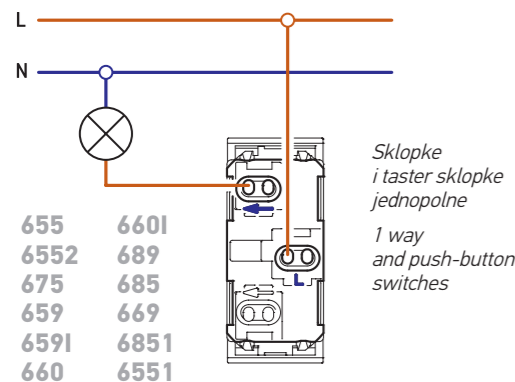 L
N
L
Sklopke
i taster sklopke
jednopolne
1 way
and push-button
switches
655 660I
6552 689
675 685
659 669
659I 6851
660 6551